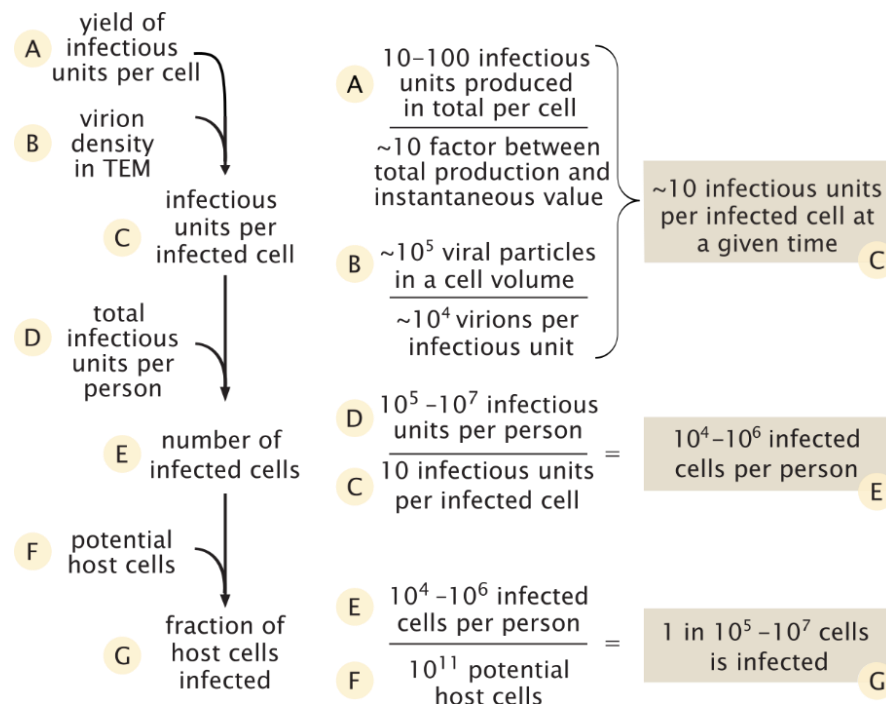 A
yield of
infectious
units per cell
B
virion
density
in TEM
C
infectious
units per
infected cell
D
total
infectious
units per
person
E
number of
infected cells
F
potential
host cells
G
fraction of
host cells
infected
A
10–100 infectious
units produced
in total per cell
~10 factor between
total production and
instantaneous value
B
~10⁵ viral particles
in a cell volume
~10⁴ virions per
infectious unit
~10 infectious units
per infected cell at
a given time
C
D
10⁵ –10⁷ infectious
units per person
C
10 infectious units
per infected cell
=
10⁴–10⁶ infected
cells per person
E
E
10⁴ –10⁶ infected
cells per person
F
10¹¹ potential
host cells
=
1 in 10⁵ –10⁷ cells
is infected
G